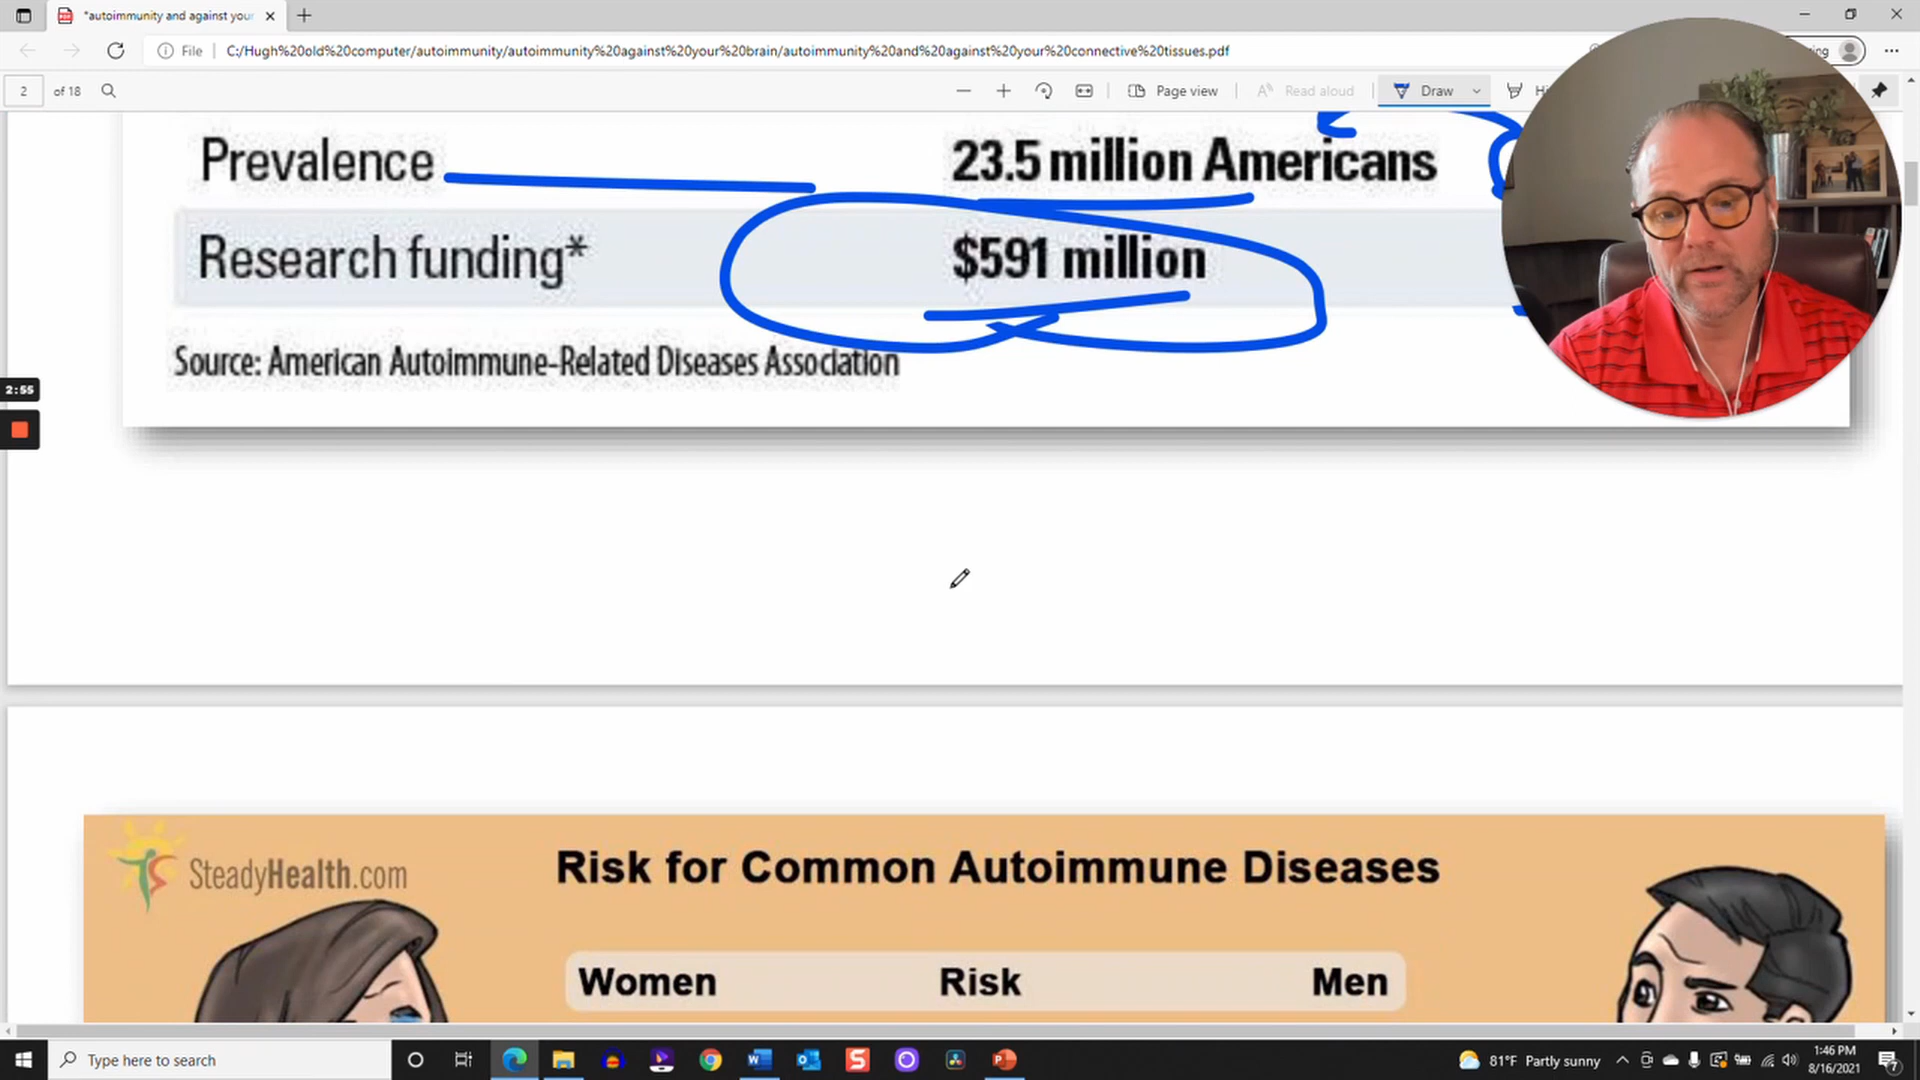 *autoimmunity and against your
File
C:/Hugh%20old%20computer/autoimmunity/autoimmunity%20against%20your%20brain/autoimmunity%20and%20against%20your%20connective%20tissues.pdf
2 of 18
Page view
Read aloud
Draw
Prevalence 23.5 million Americans
Research funding* $591 million
Source: American Autoimmune-Related Diseases Association
2:55
SteadyHealth.com
Risk for Common Autoimmune Diseases
Women Risk Men
Type here to search
81°F Partly sunny
1:46 PM
8/16/2021